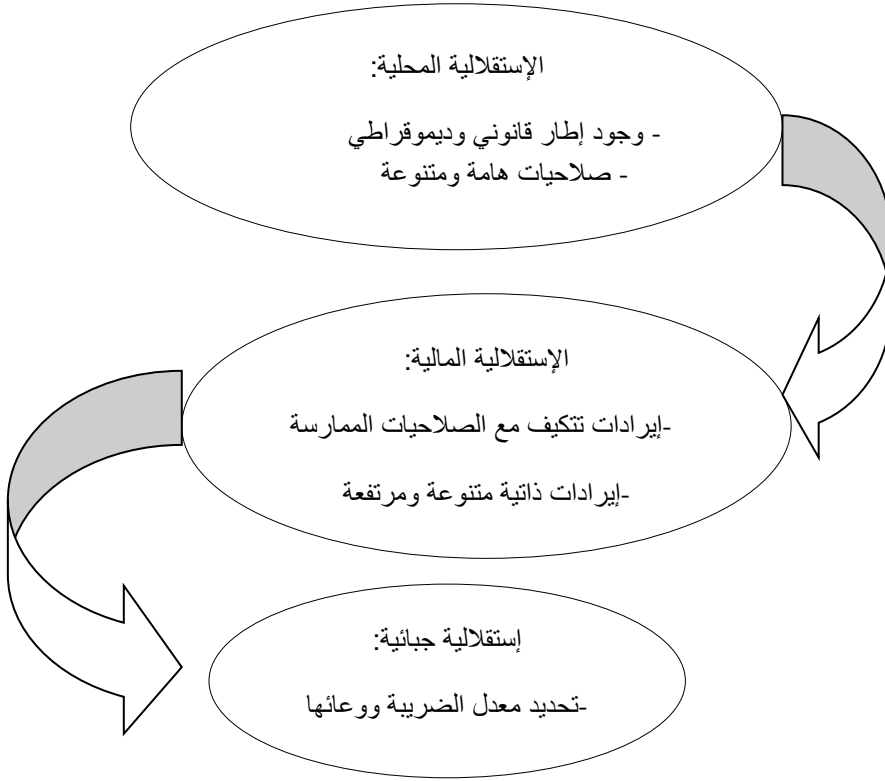 الإستقلالية المحلية:
- وجود إطار قانوني وديموقراطي
- صلاحيات هامة ومتنوعة
الإستقلالية المالية:
-إيرادات تتكيف مع الصلاحيات الممارسة
-إيرادات ذاتية متنوعة ومرتفعة
إستقلالية جبائية:
-تحديد معدل الضريبة ووعائها